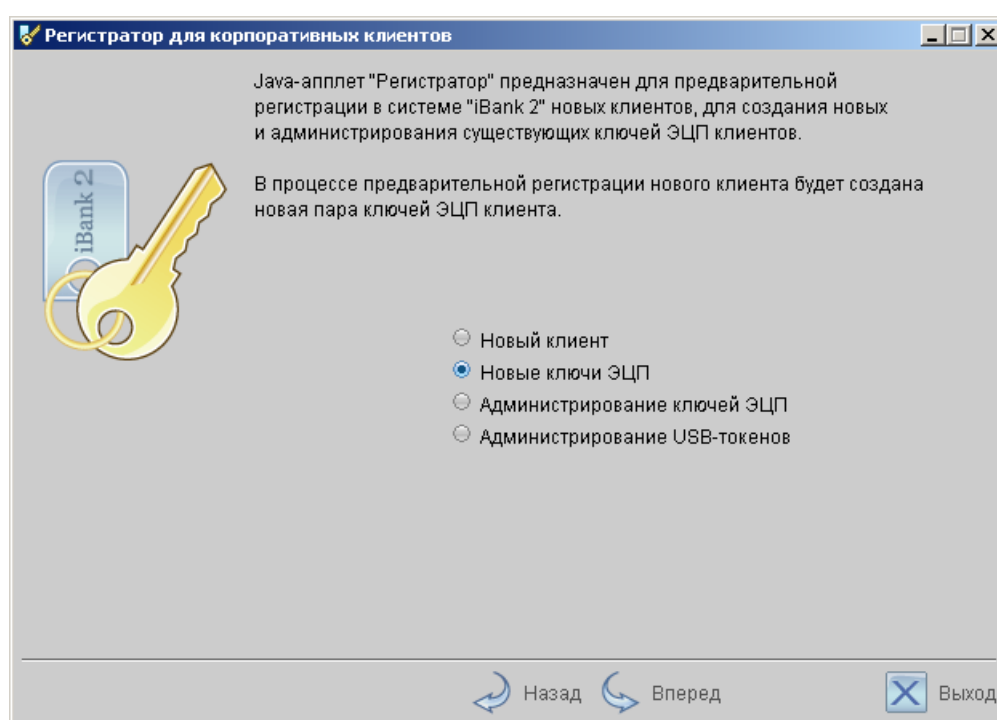 Регистратор для корпоративных клиентов
Java-апплет "Регистратор" предназначен для предварительной
регистрации в системе "iBank 2" новых клиентов, для создания новых
и администрирования существующих ключей ЭЦП клиентов.
В процессе предварительной регистрации нового клиента будет создана
новая пара ключей ЭЦП клиента.
iBank 2
Новый клиент
Новые ключи ЭЦП
Администрирование ключей ЭЦП
Администрирование USB-токенов
Назад
Вперед
Выход